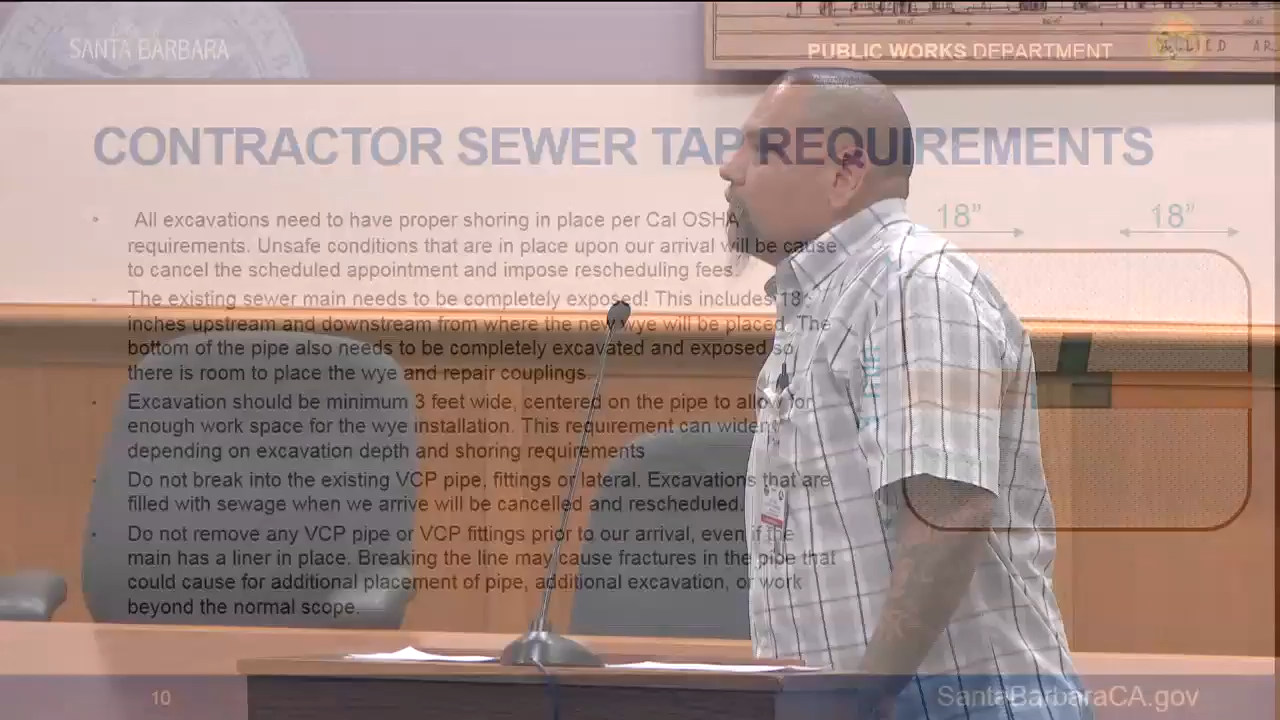 SANTA BARBARA
PUBLIC WORKS DEPARTMENT
ALLIED AR
CONTRACTOR SEWER TAP REQUIREMENTS
• All excavations need to have proper shoring in place per Cal OSHA
requirements. Unsafe conditions that are in place upon our arrival will be cause
to cancel the scheduled appointment and impose rescheduling fees.
• The existing sewer main needs to be completely exposed! This includes 18
inches upstream and downstream from where the new wye will be placed. The
bottom of the pipe also needs to be completely excavated and exposed so
there is room to place the wye and repair couplings.
• Excavation should be minimum 3 feet wide, centered on the pipe to allow for
enough work space for the wye installation. This requirement can widen
depending on excavation depth and shoring requirements
• Do not break into the existing VCP pipe, fittings or lateral. Excavations that are
filled with sewage when we arrive will be cancelled and rescheduled.
• Do not remove any VCP pipe or VCP fittings prior to our arrival, even if the
main has a liner in place. Breaking the line may cause fractures in the pipe that
could cause for additional placement of pipe, additional excavation, or work
beyond the normal scope.
18”
18”
10
SantaBarbaraCA.gov